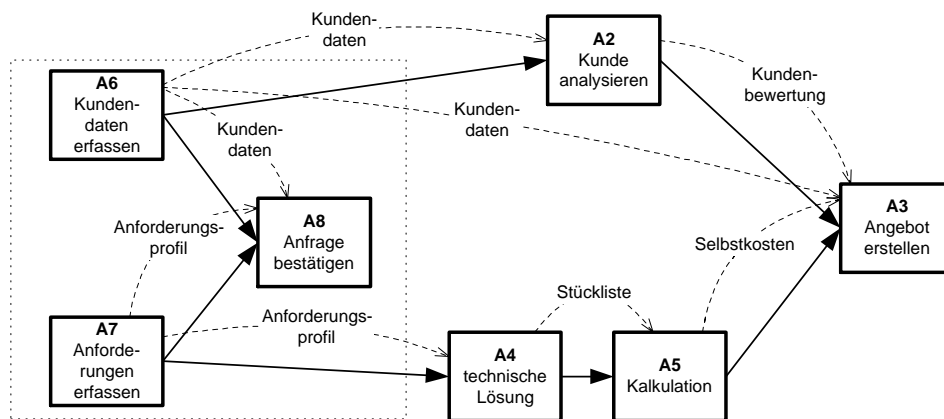 Kunden-
daten
A2
Kunde
analysieren
Kunden-
bewertung
A6
Kunden-
daten
erfassen
Kunden-
daten
Kunden-
daten
A3
Angebot
erstellen
Anforderungs-
profil
A8
Anfrage
bestätigen
Selbstkosten
Stückliste
Anforderungs-
profil
A7
Anforde-
rungen
erfassen
A4
technische
Lösung
A5
Kalkulation